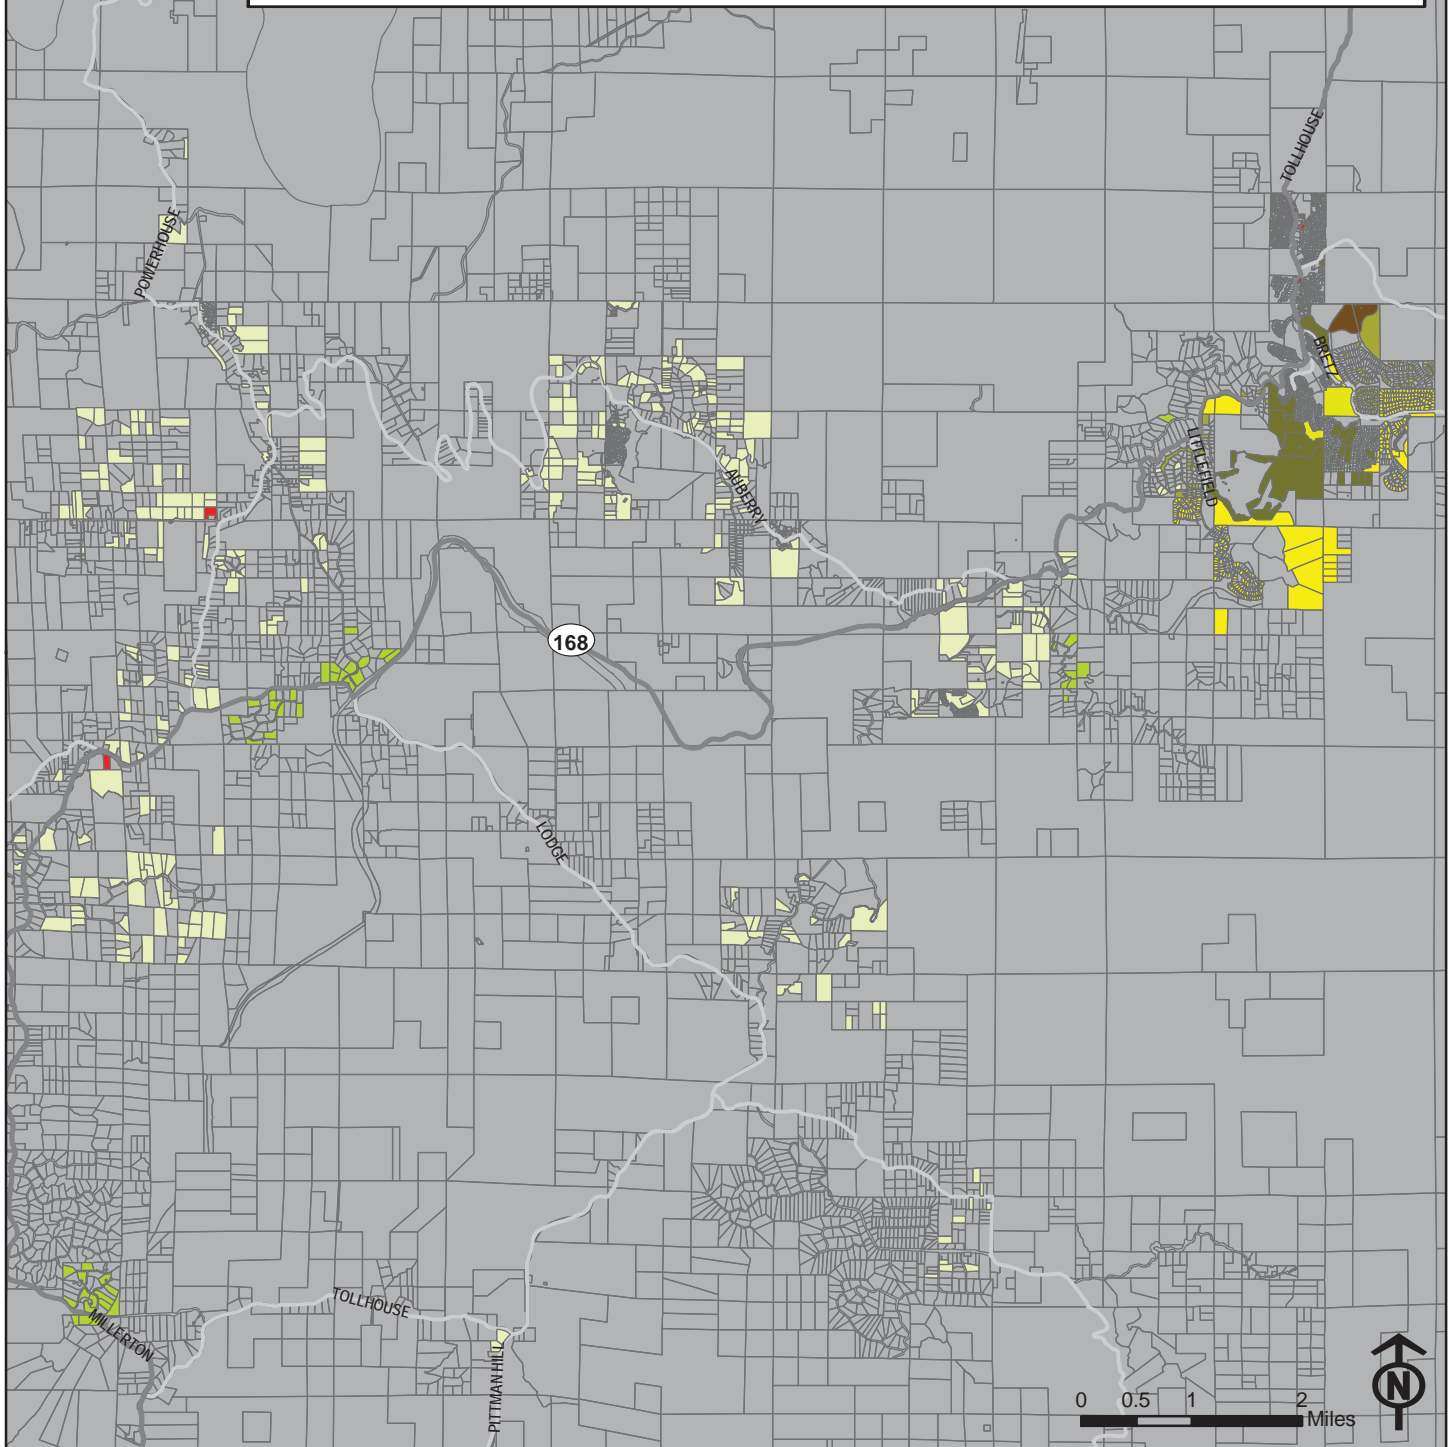 TOLLHOUSE
POWERHOUSE
BRETZ
LITTLEFIELD
AUBERRY
168
LODGE
TOLLHOUSE
MILLERTON
PITTMAN HILL
N
0 0.5 1 2
Miles